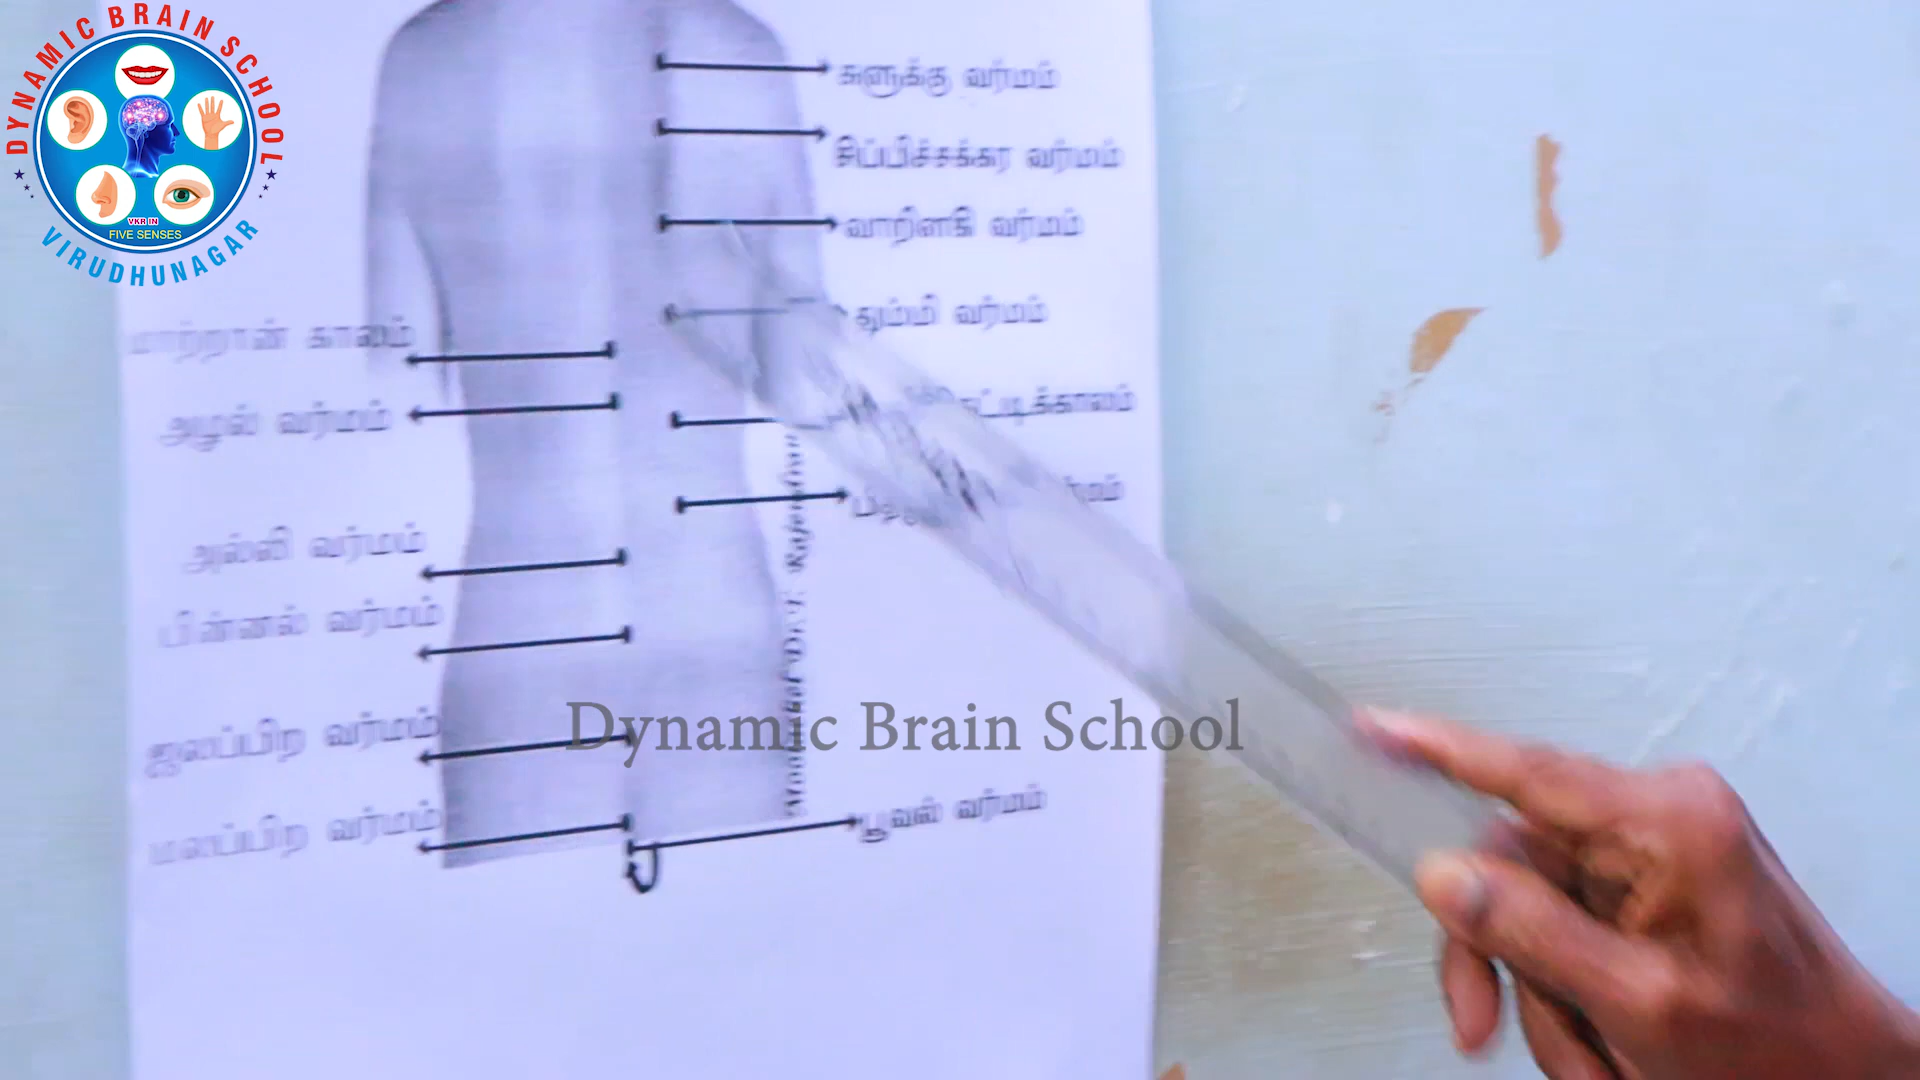 DYNAMIC BRAIN SCHOOL
VKR IN
FIVE SENSES
VIRUDHUNAGAR
சுளுக்கு வர்மம்
சிப்பிச்சக்கர வர்மம்
வாறிளகி வர்மம்
தும்மி வர்மம்
மாற்றான் காலம்
அழல் வர்மம்
அல்லி வர்மம்
பின்னல் வர்மம்
ஜலப்பிற வர்மம்
மலப்பிற வர்மம்
பூவல் வர்மம்
Rajendran
Dynamic Brain School